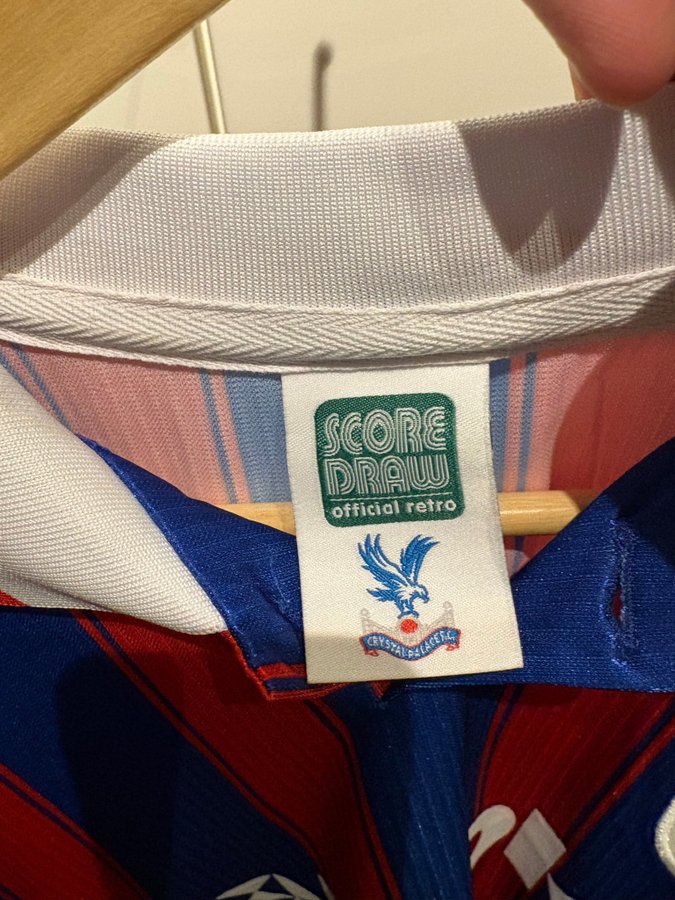 SCORE
DRAW
official retro
CRYSTAL PALACE F.C.